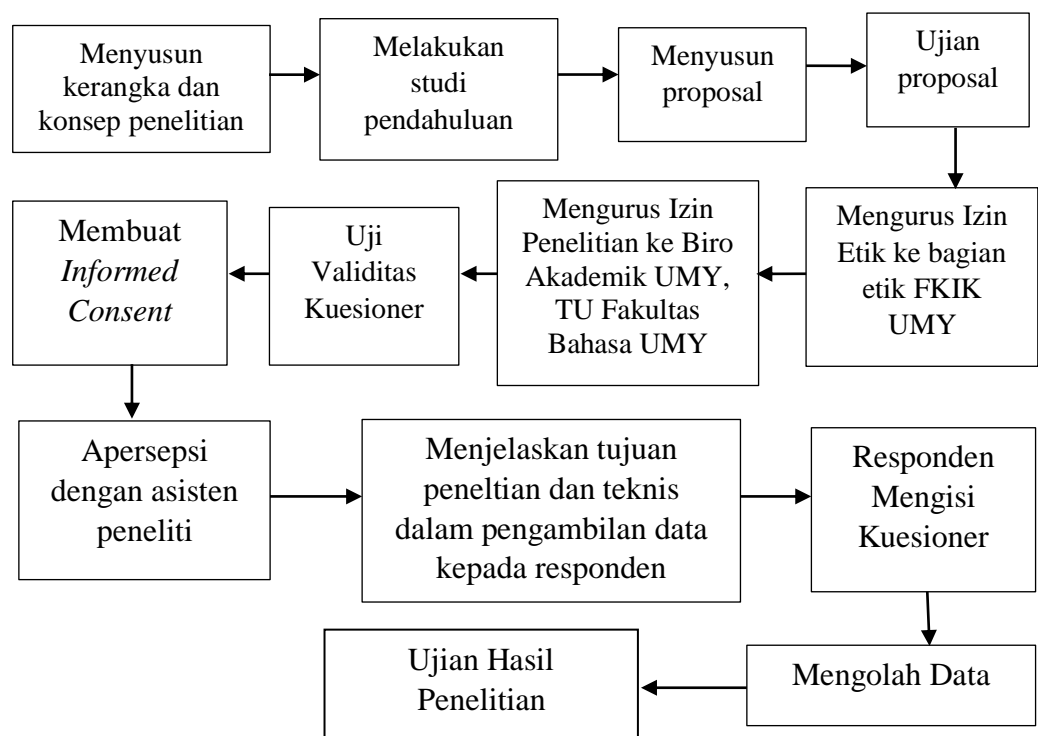 Menyusun
kerangka dan
konsep penelitian
Melakukan
studi
pendahuluan
Menyusun
proposal
Ujian
proposal
Mengurus Izin
Etik ke bagian
etik FKIK
UMY
Mengurus Izin
Penelitian ke Biro
Akademik UMY,
TU Fakultas
Bahasa UMY
Uji
Validitas
Kuesioner
Membuat
Informed
Consent
Apersepsi
dengan asisten
peneliti
Menjelaskan tujuan
peneltian dan teknis
dalam pengambilan data
kepada responden
Responden
Mengisi
Kuesioner
Mengolah Data
Ujian Hasil
Penelitian